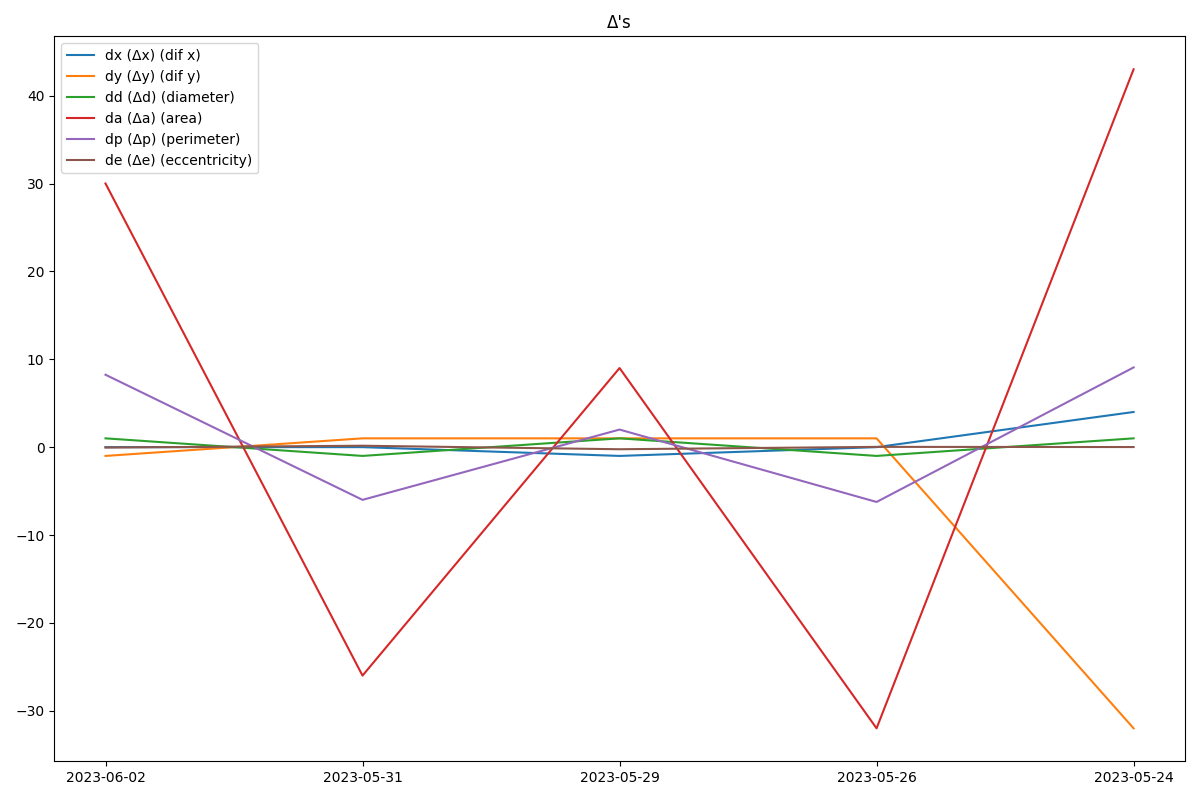 Δ's
dx (Δx) (dif x)
dy (Δy) (dif y)
dd (Δd) (diameter)
da (Δa) (area)
dp (Δp) (perimeter)
de (Δe) (eccentricity)
40
30
20
10
0
−10
−20
−30
2023-06-02 2023-05-31 2023-05-29 2023-05-26 2023-05-24